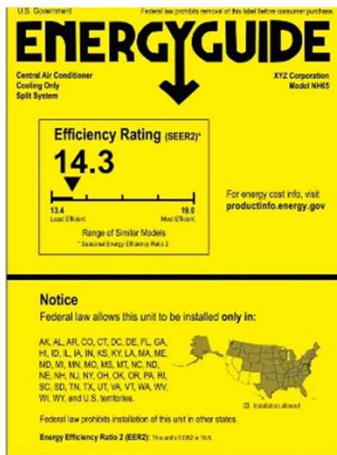 U.S. Government Federal law prohibits removal of this label before consumer purchase.
ENERGYGUIDE
Central Air Conditioner
Cooling Only
Split System
XYZ Corporation
Model NH65
Efficiency Rating (SEER2)*
14.3
13.4 19.0
Least Efficient Most Efficient
Range of Similar Models
* Seasonal Energy Efficiency Ratio 2
For energy cost info, visit
productinfo.energy.gov
Notice
Federal law allows this unit to be installed only in:
AK, AL, AR, CO, CT, DC, DE, FL, GA,
HI, ID, IL, IA, IN, KS, KY, LA, MA, ME,
MD, MI, MN, MO, MS, MT, NC, ND,
NE, NH, NJ, NY, OH, OK, OR, PA, RI,
SC, SD, TN, TX, UT, VA, VT, WA, WV,
WI, WY, and U.S. territories.
Installation allowed
Federal law prohibits installation of this unit in other states.
Energy Efficiency Ratio 2 (EER2): This unit's EER2 is